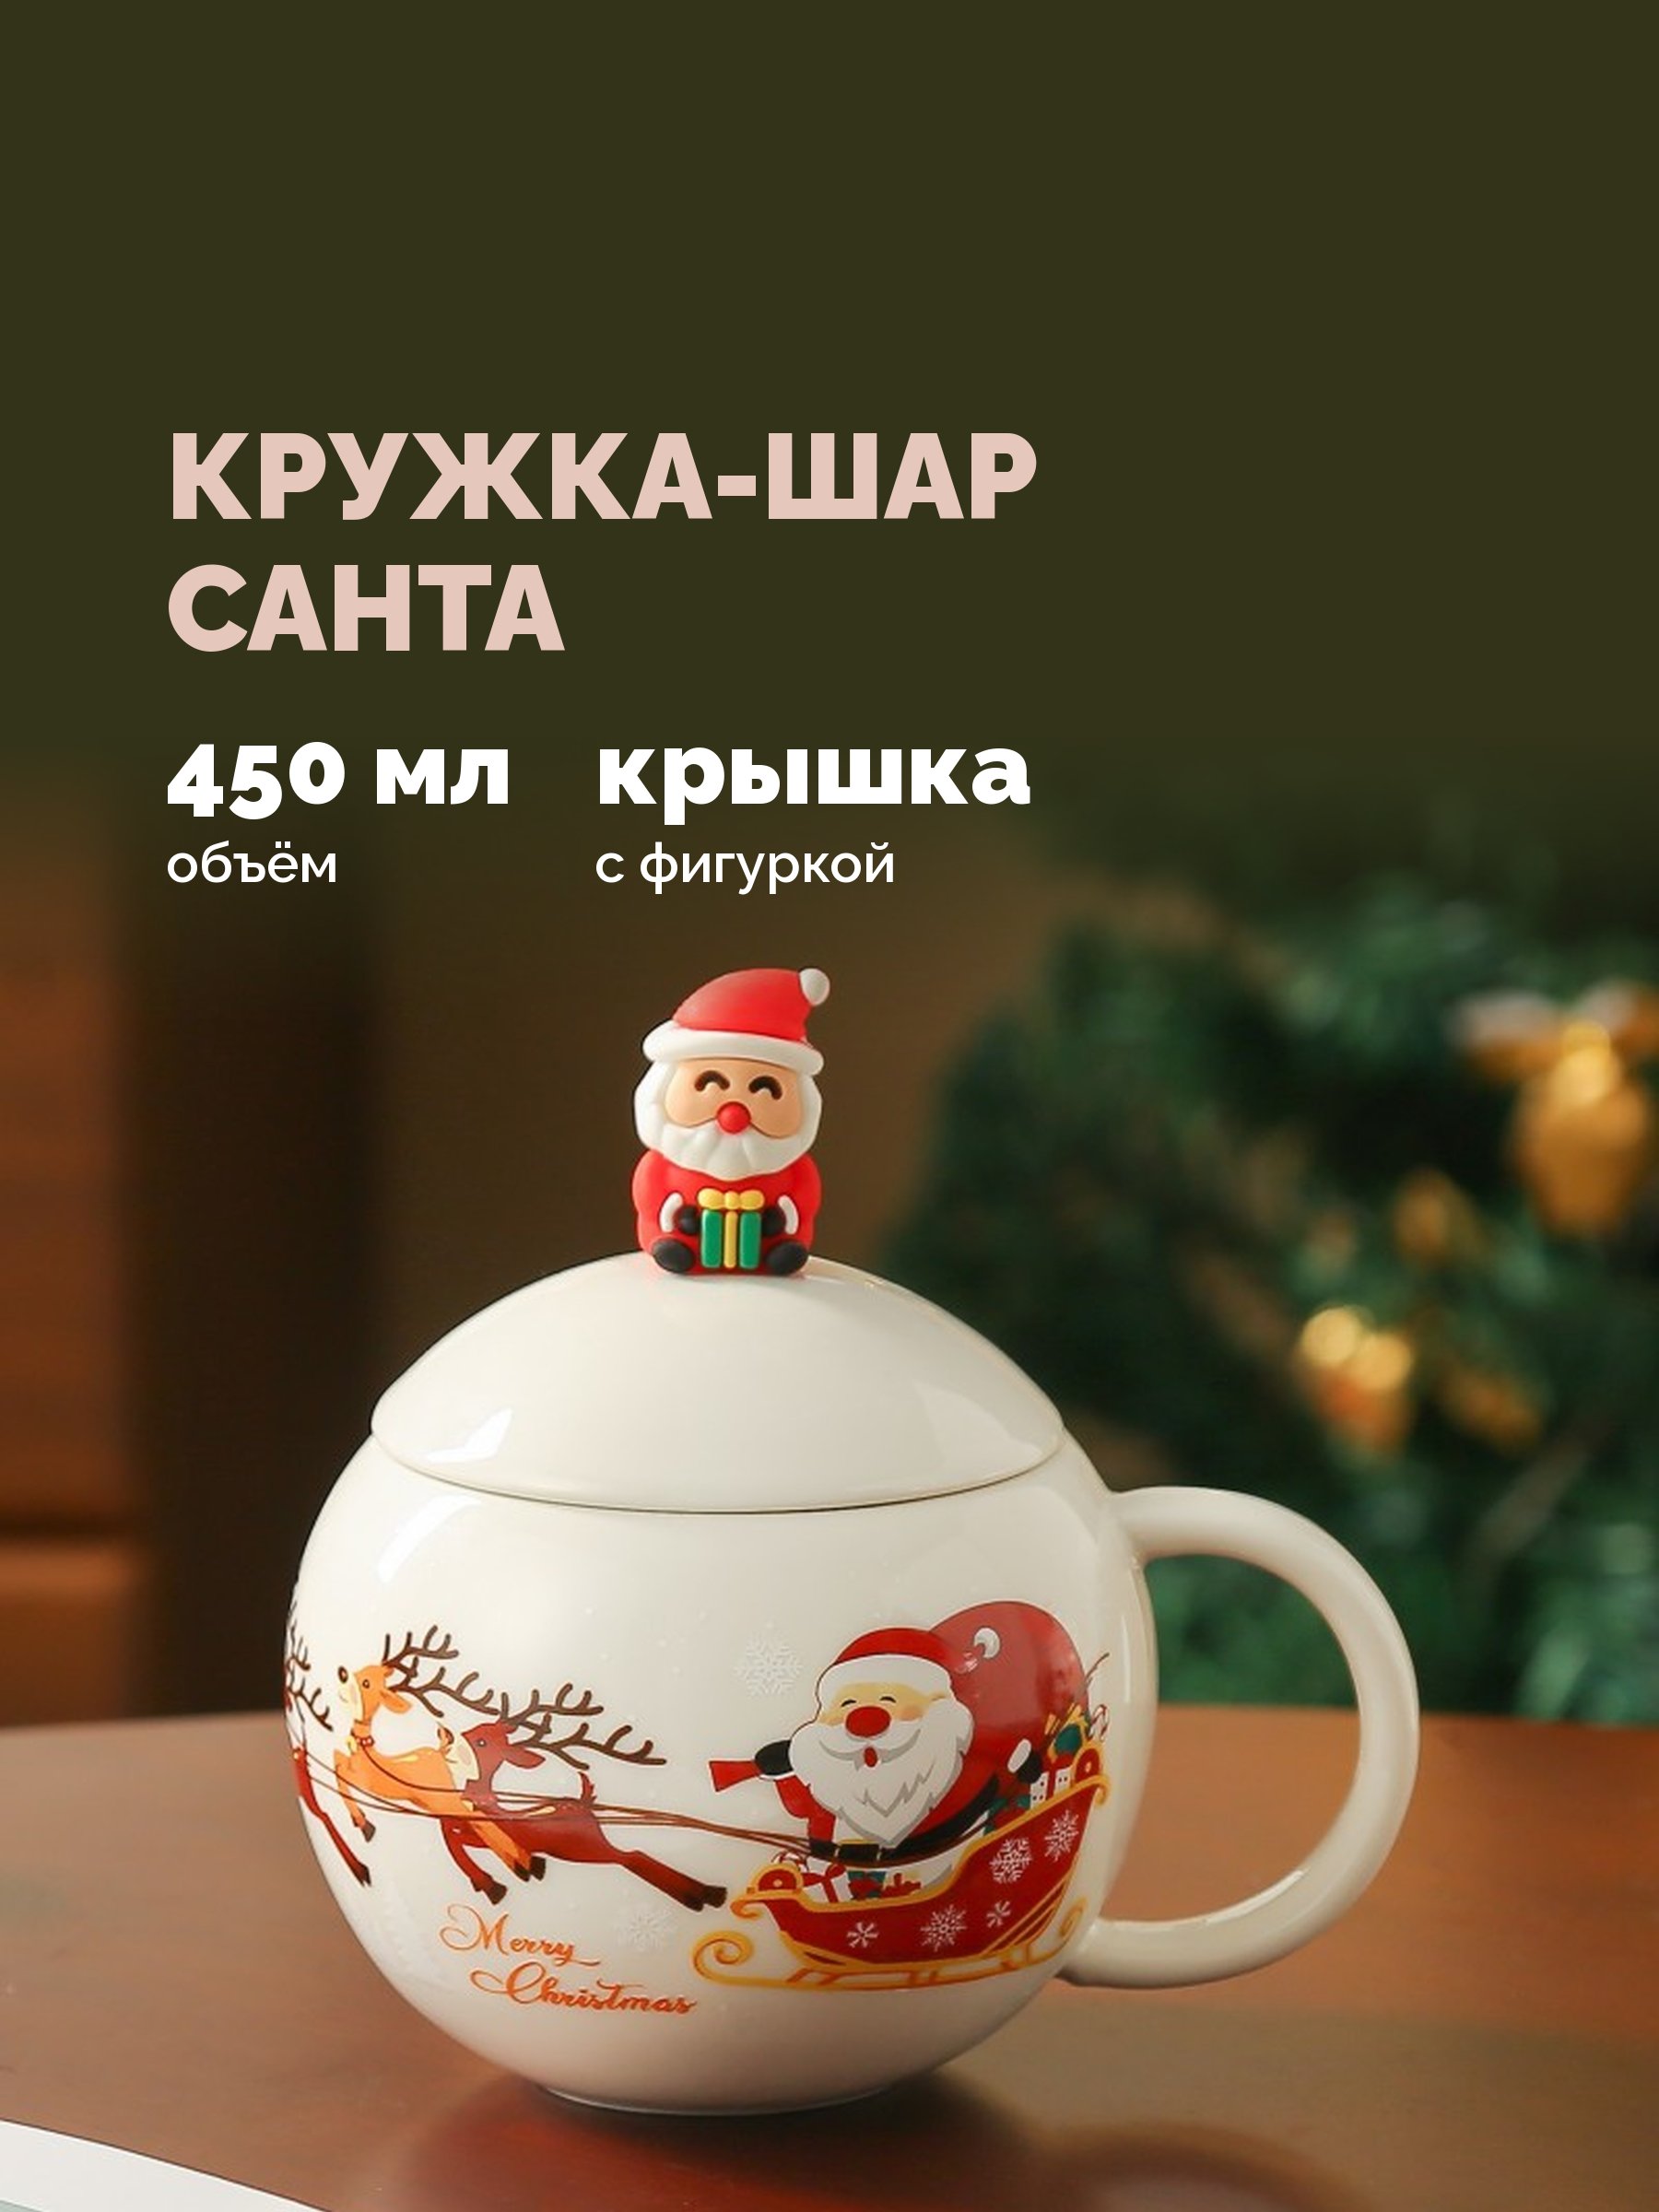 КРУЖКА-ШАР
САНТА
450 мл крышка
объём с фигуркой
Merry
Christmas